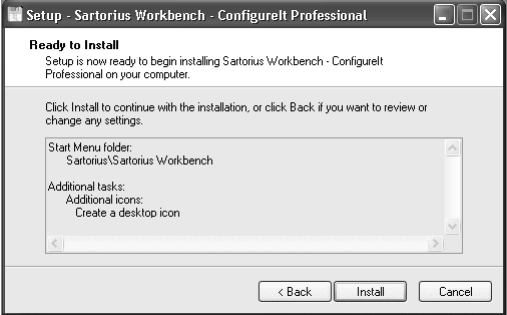 Setup - Sartorius Workbench - ConfigureIt Professional
Ready to Install
Setup is now ready to begin installing Sartorius Workbench - ConfigureIt
Professional on your computer.
Click Install to continue with the installation, or click Back if you want to review or
change any settings.
Start Menu folder:
Sartorius\Sartorius Workbench
Additional tasks:
Additional icons:
Create a desktop icon
< Back
Install
Cancel